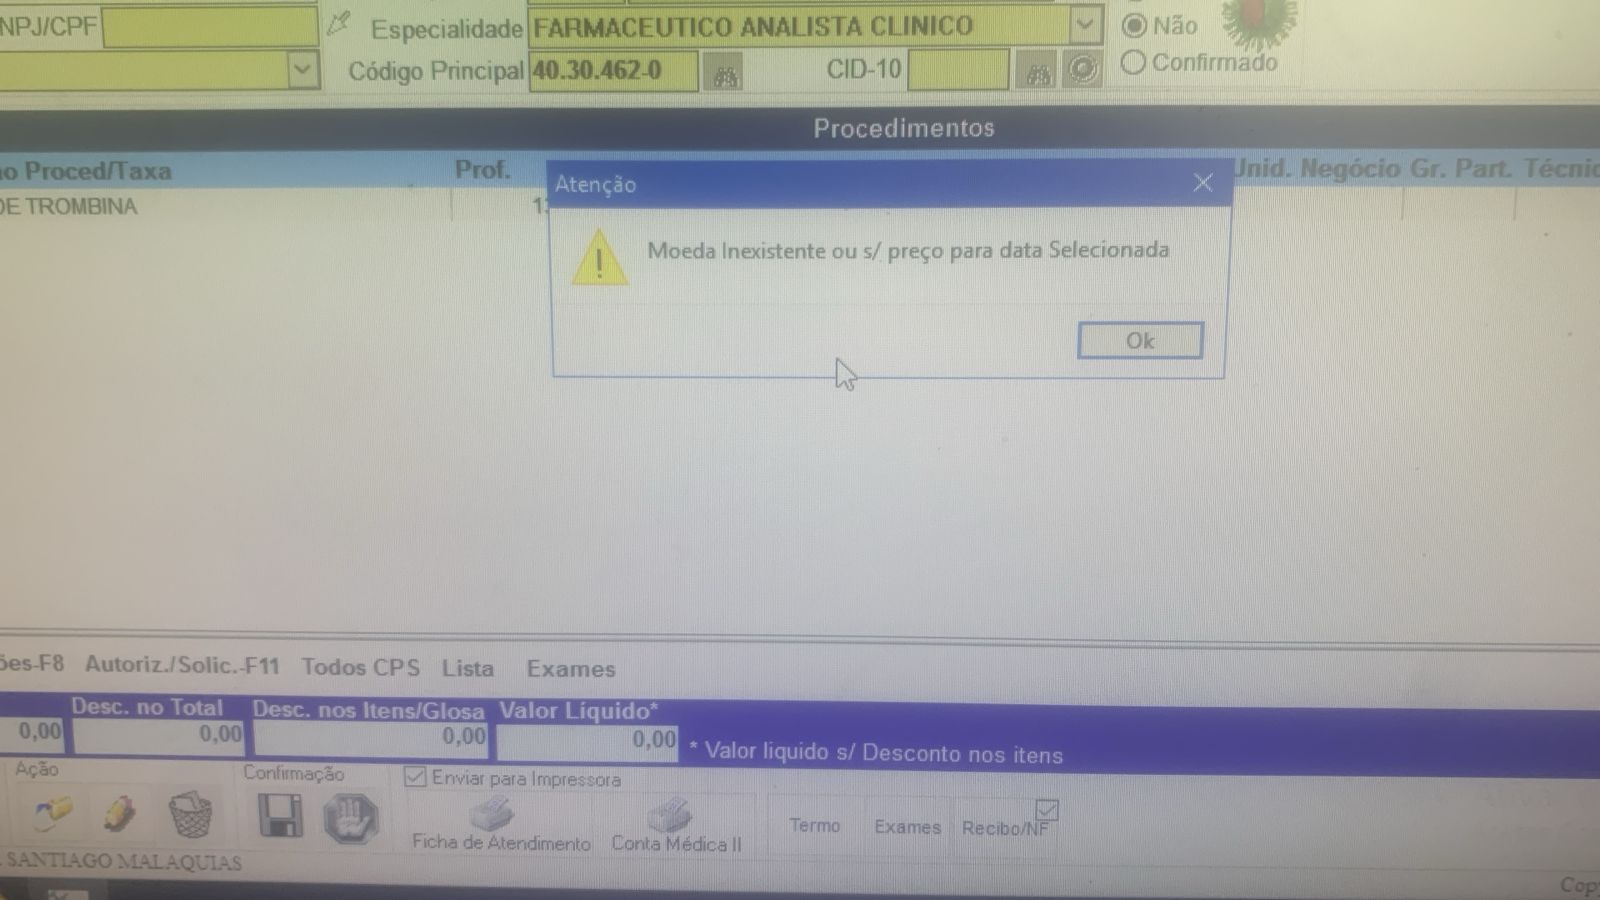 NPJ/CPF
Especialidade FARMACEUTICO ANALISTA CLINICO
Não
Código Principal 40.30.462-0
CID-10
Confirmado
Procedimentos
o Proced/Taxa Prof. Unid. Negócio Gr. Part. Técnic
DE TROMBINA
Atenção
Moeda Inexistente ou s/ preço para data Selecionada
Ok
ões-F8 Autoriz./Solic.-F11 Todos CPS Lista Exames
Desc. no Total Desc. nos Itens/Glosa Valor Líquido*
0,00 0,00 0,00 0,00 * Valor liquido s/ Desconto nos itens
Ação Confirmação Enviar para Impressora
Ficha de Atendimento Conta Médica II Termo Exames Recibo/NF
SANTIAGO MALAQUIAS
Cop